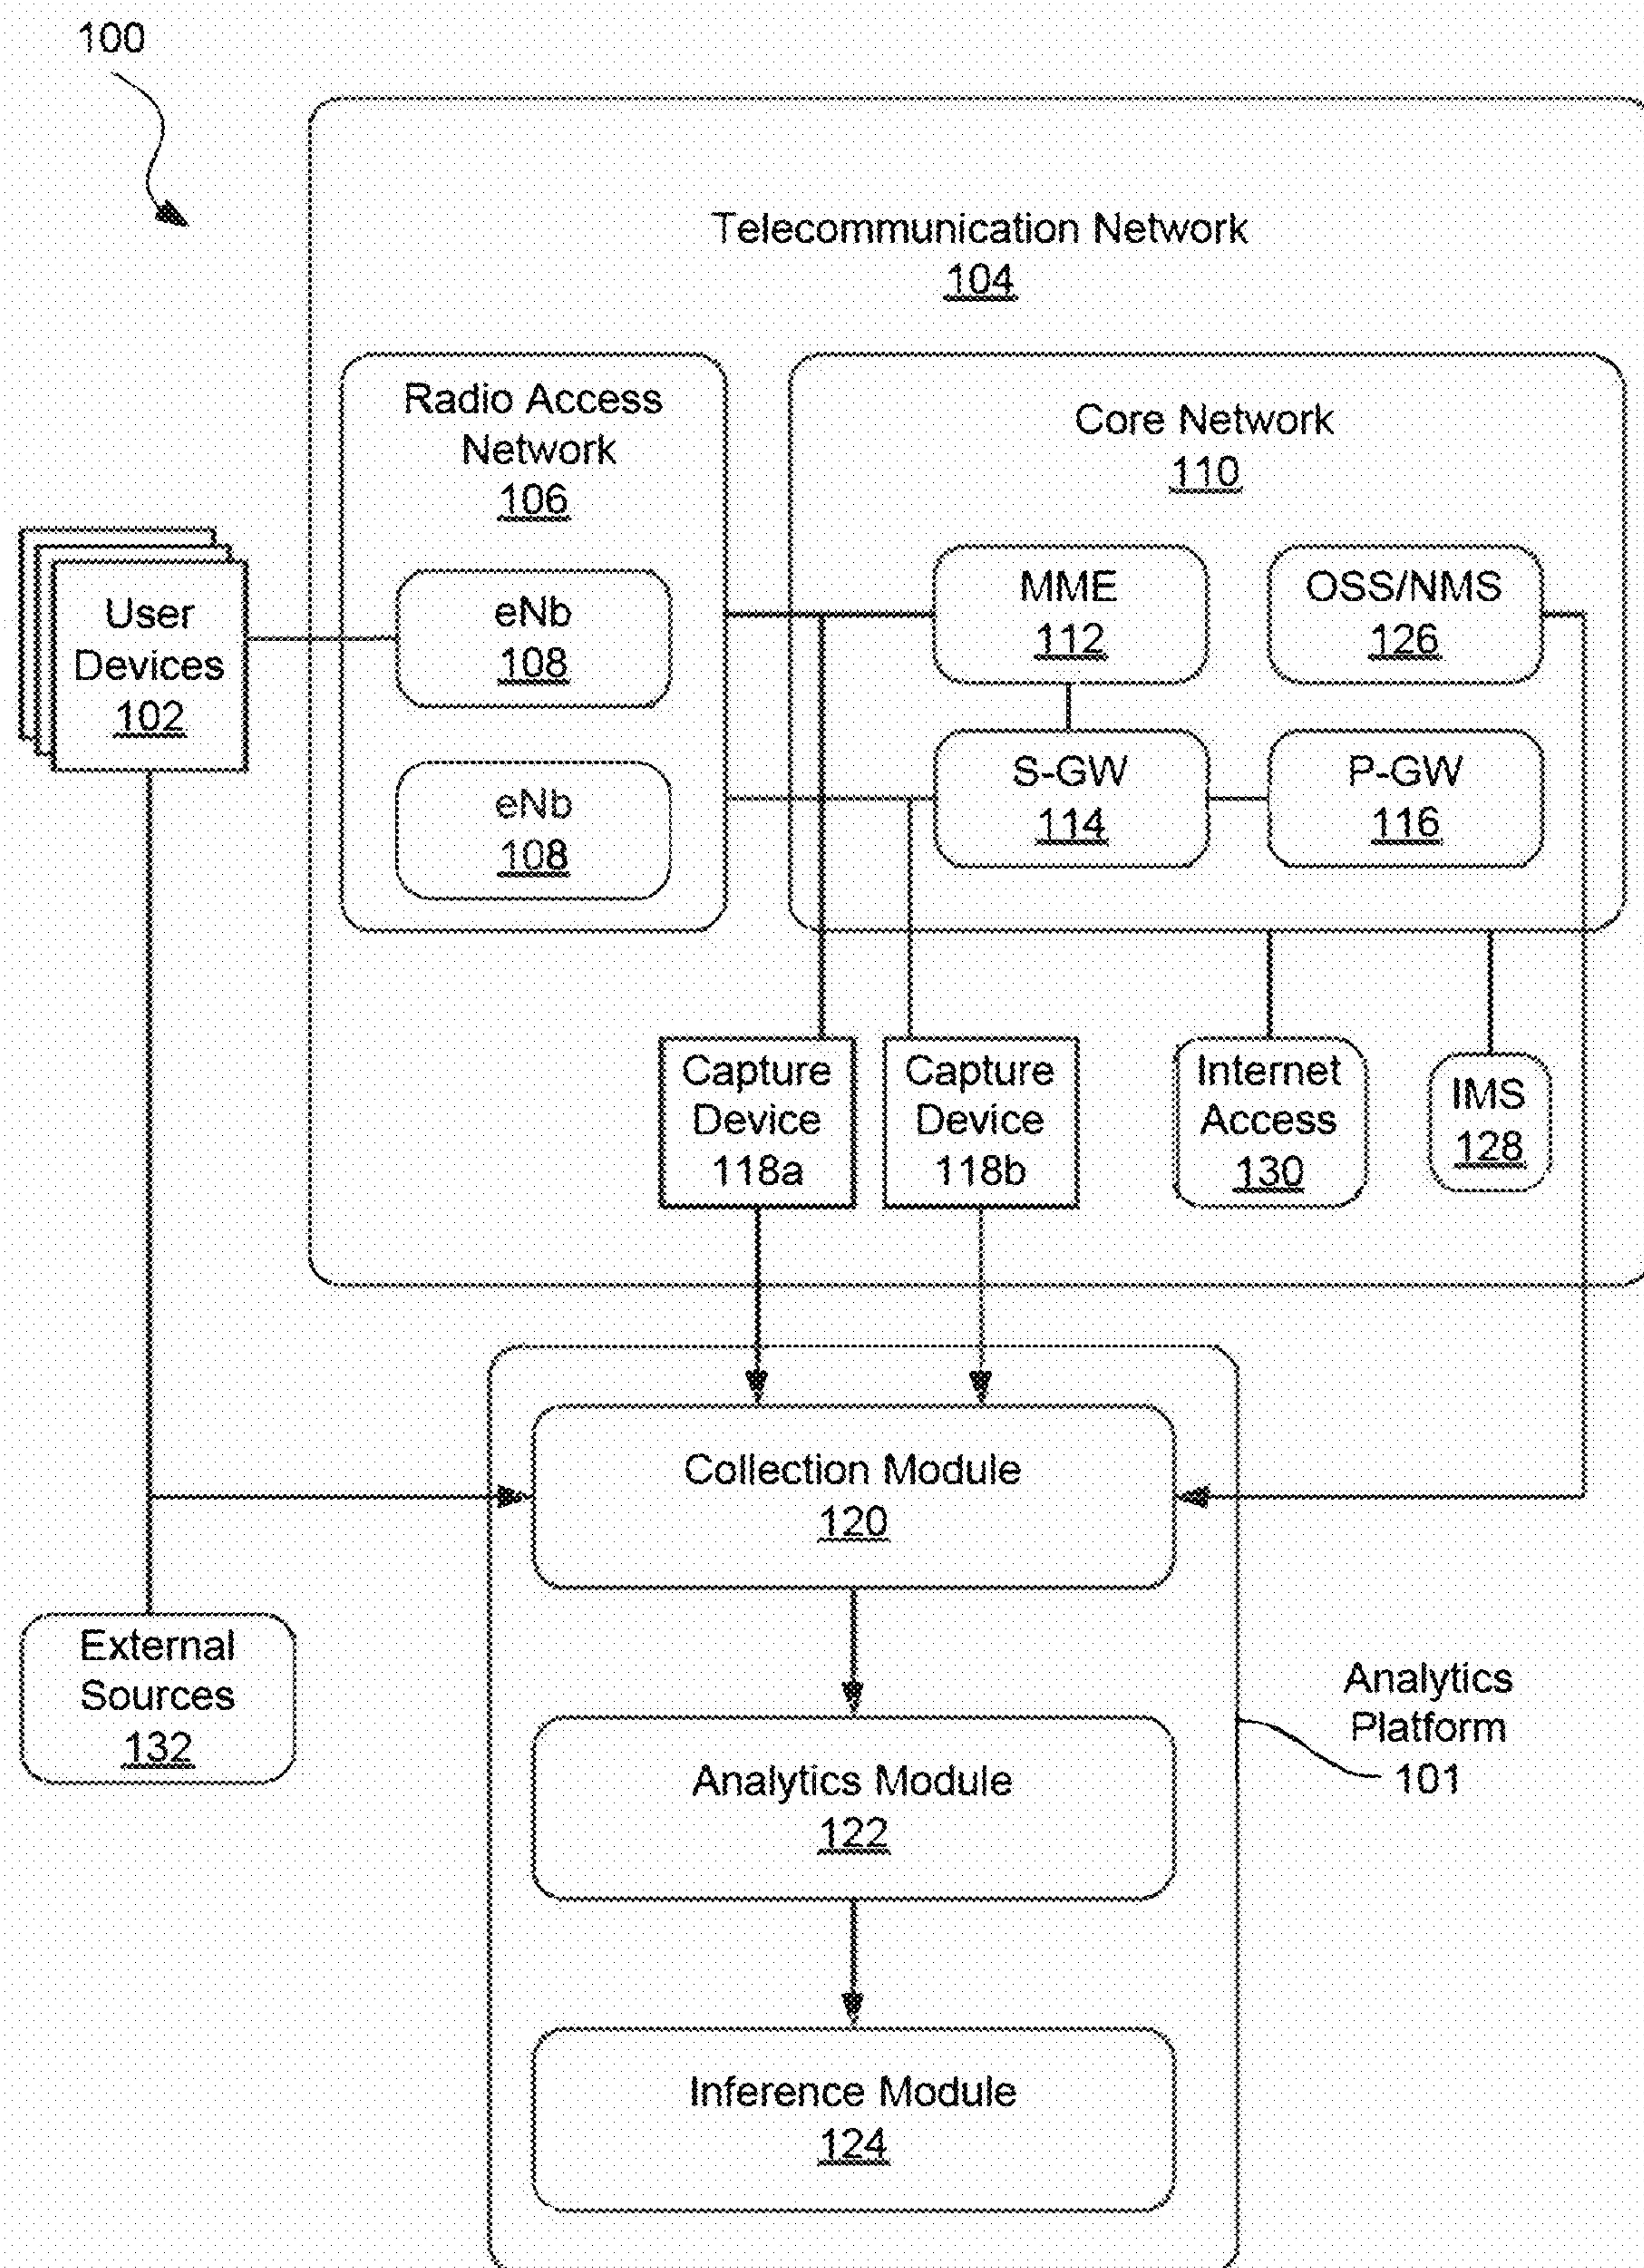 100
Telecommunication Network
104
Radio Access
Network
106
Core Network
110
User
Devices
102
eNb
108
MME
112
OSS/NMS
126
eNb
108
S-GW
114
P-GW
116
Capture
Device
118a
Capture
Device
118b
Internet
Access
130
IMS
128
Collection Module
120
External
Sources
132
Analytics
Platform
101
Analytics Module
122
Inference Module
124